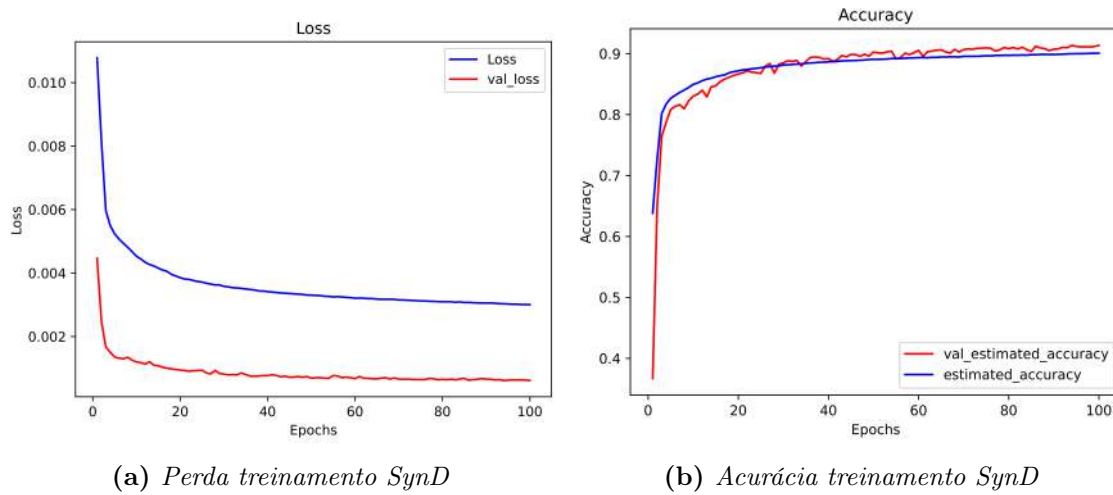 Loss
Loss
val_loss
0.010
0.008
0.006
0.004
0.002
Loss
0 20 40 60 80 100
Epochs
(a) Perda treinamento SynD
Accuracy
0.9
0.8
0.7
0.6
0.5
0.4
Accuracy
val_estimated_accuracy
estimated_accuracy
0 20 40 60 80 100
Epochs
(b) Acurácia treinamento SynD